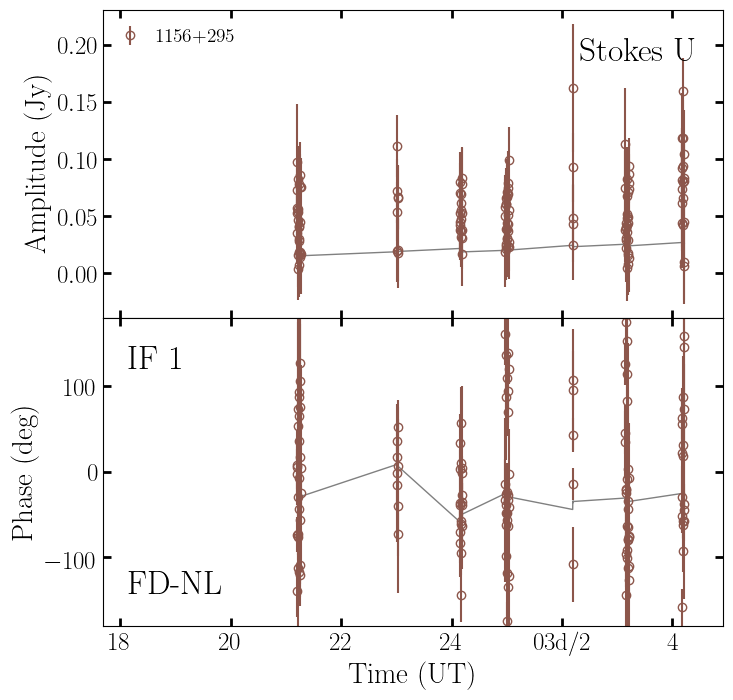 1156+295
Stokes U
0.20
0.15
0.10
0.05
0.00
Amplitude (Jy)
IF 1
100
0
−100
Phase (deg)
FD-NL
18 20 22 24 03d/2 4
Time (UT)